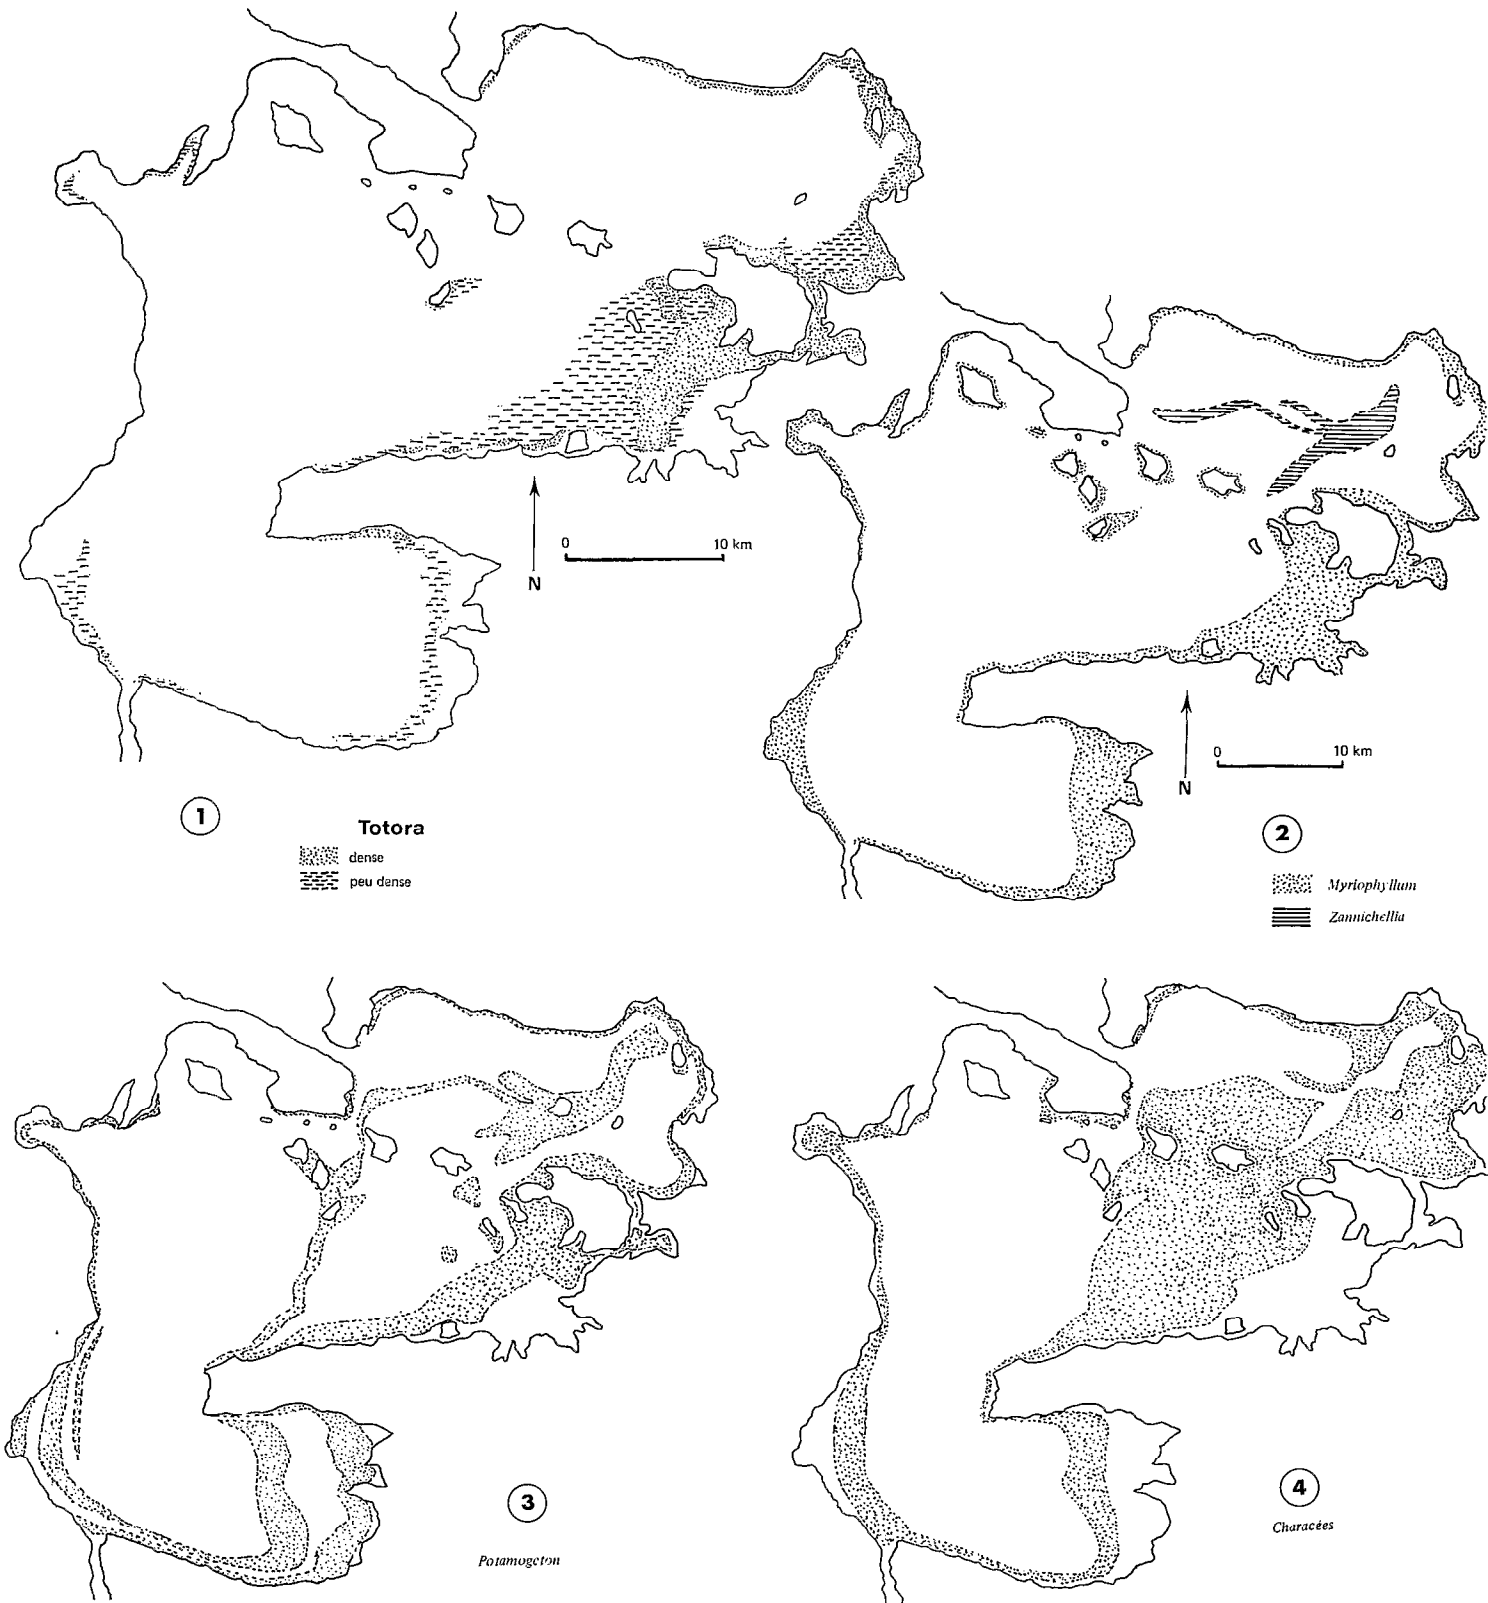 0 10 km
N
1
Totora
dense
peu dense
0 10 km
N
2
Myriophyllum
Zannichellia
3
Potamogeton
4
Characées